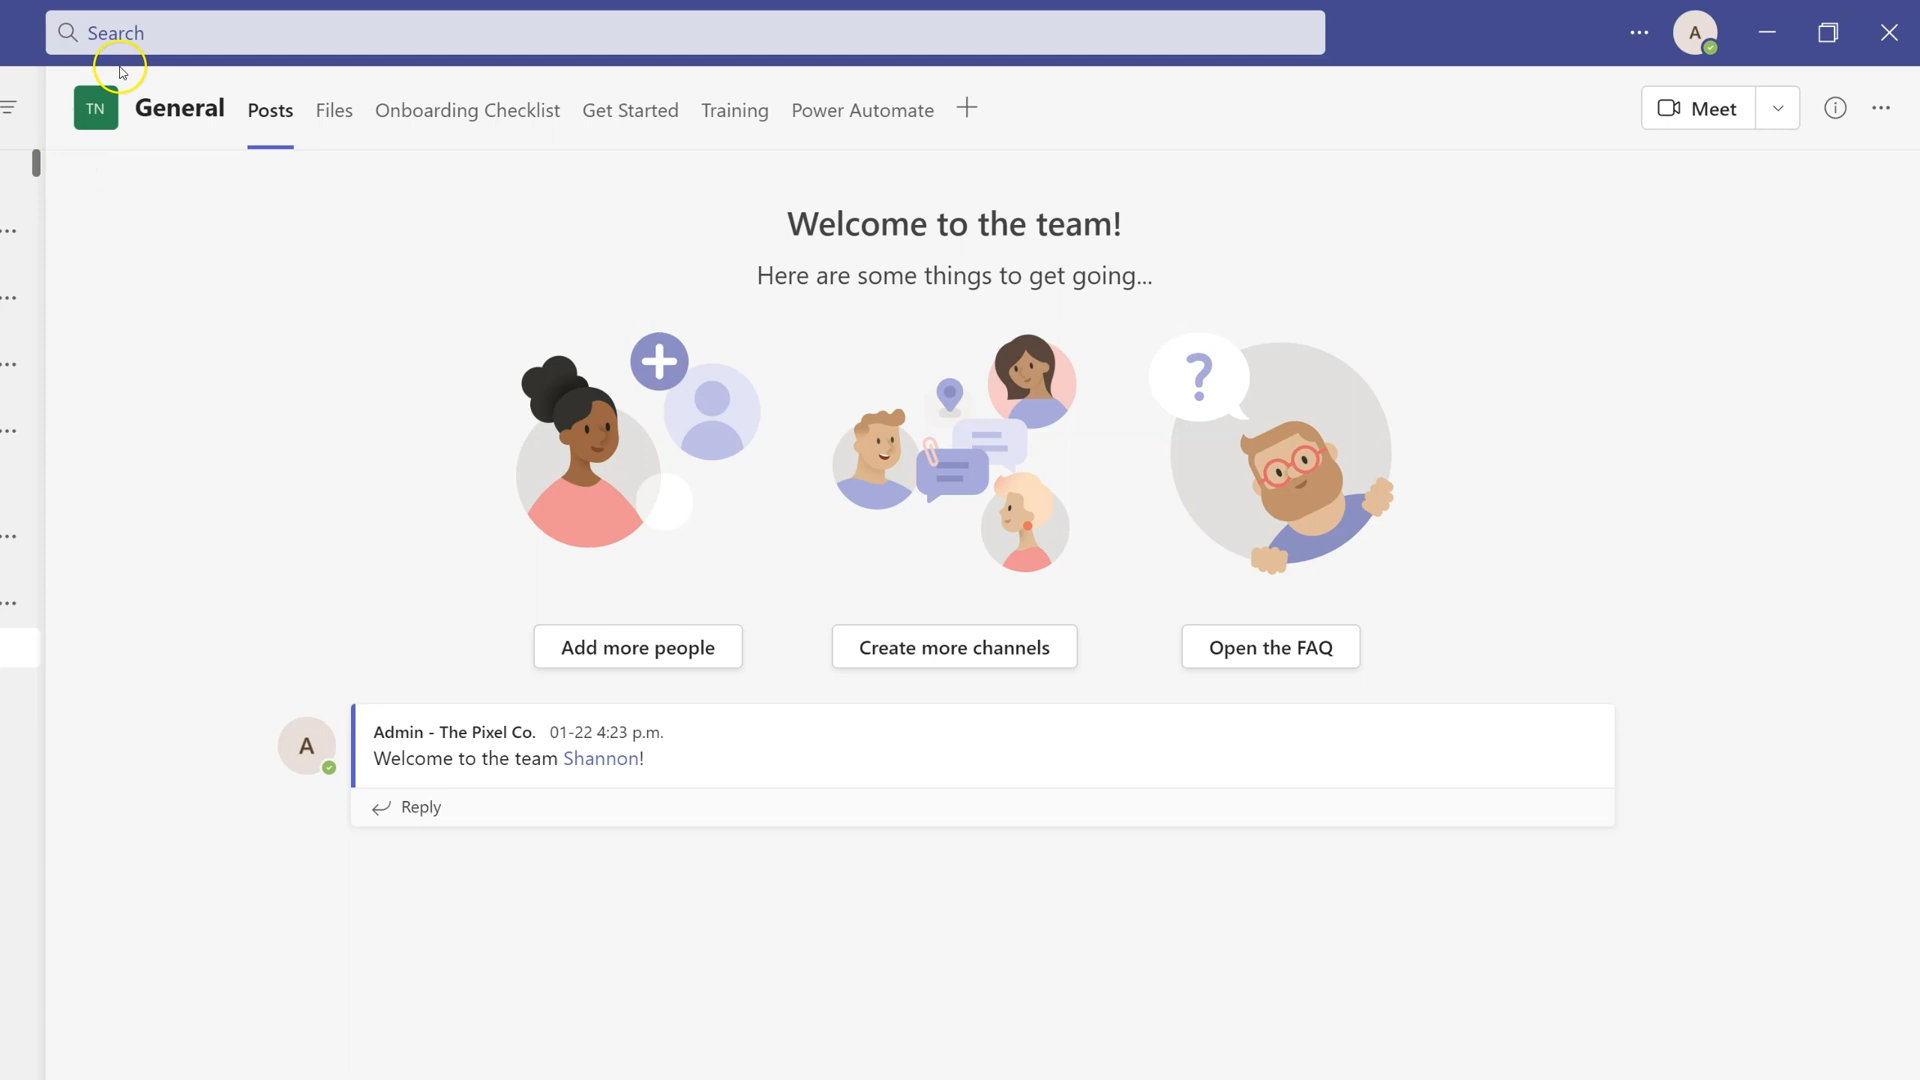 Search
A
TN
General
Posts
Files
Onboarding Checklist
Get Started
Training
Power Automate
Meet
Welcome to the team!
Here are some things to get going...
?
Add more people
Create more channels
Open the FAQ
A
Admin - The Pixel Co. 01-22 4:23 p.m.
Welcome to the team Shannon!
Reply